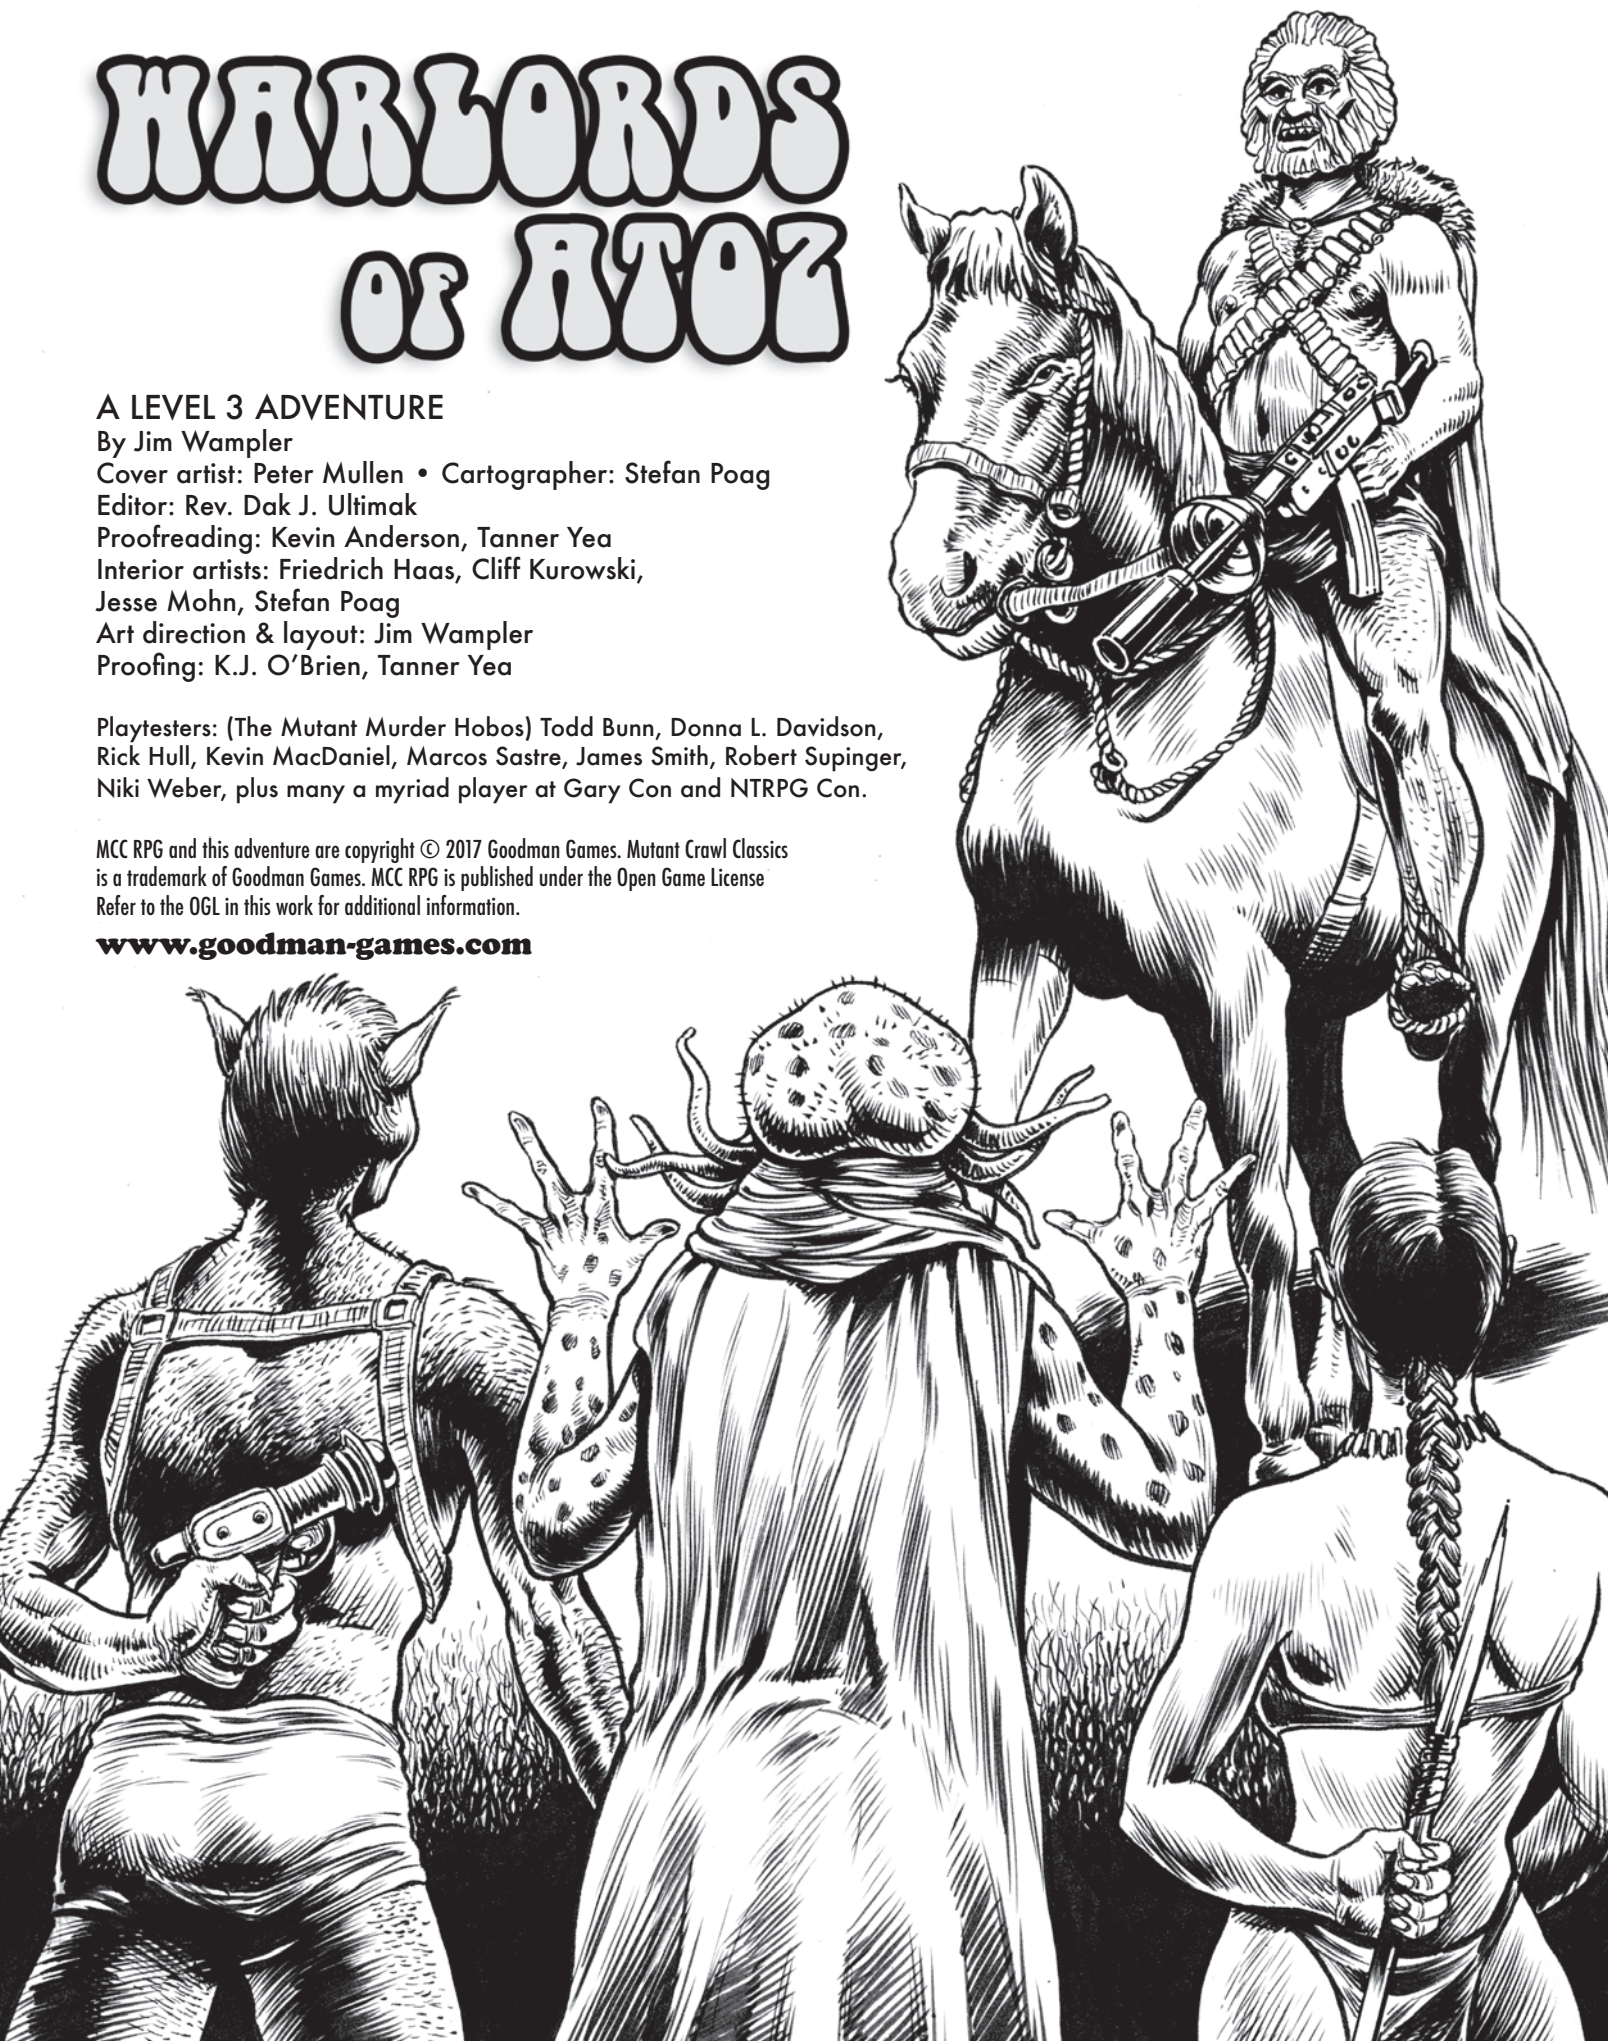 WARLORDS
OF ATOZ
A LEVEL 3 ADVENTURE
By Jim Wampler
Cover artist: Peter Mullen • Cartographer: Stefan Poag
Editor: Rev. Dak J. Ultimak
Proofreading: Kevin Anderson, Tanner Yea
Interior artists: Friedrich Haas, Cliff Kurowski,
Jesse Mohn, Stefan Poag
Art direction & layout: Jim Wampler
Proofing: K.J. O’Brien, Tanner Yea
Playtesters: (The Mutant Murder Hobos) Todd Bunn, Donna L. Davidson,
Rick Hull, Kevin MacDaniel, Marcos Sastre, James Smith, Robert Supinger,
Niki Weber, plus many a myriad player at Gary Con and NTRPG Con.
MCC RPG and this adventure are copyright © 2017 Goodman Games. Mutant Crawl Classics
is a trademark of Goodman Games. MCC RPG is published under the Open Game License
Refer to the OGL in this work for additional information.
www.goodman-games.com